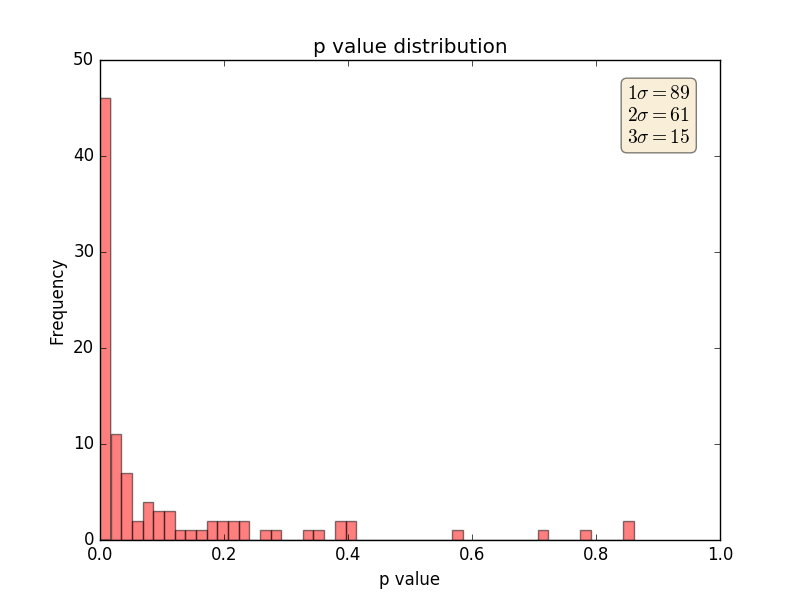 p value distribution
1σ = 89
2σ = 61
3σ = 15
50
40
30
20
10
0
Frequency
0.0 0.2 0.4 0.6 0.8 1.0
p value